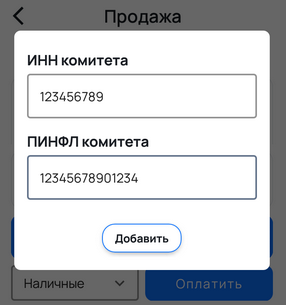 Продажа
ИНН комитета
123456789
ПИНФЛ комитета
12345678901234
Добавить
Наличные
Оплатить